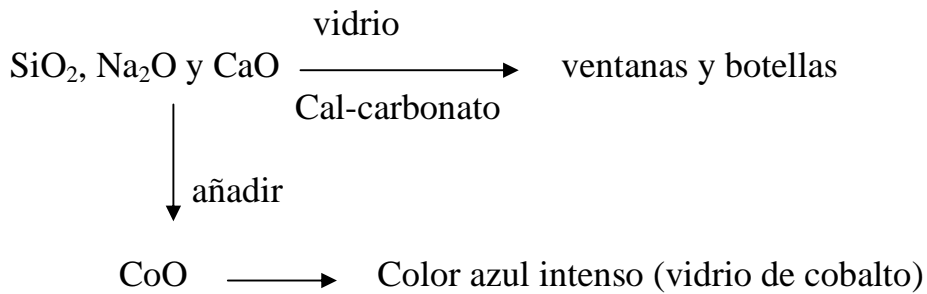 vidrio
SiO₂, Na₂O y CaO ventanas y botellas
Cal-carbonato
añadir
CoO Color azul intenso (vidrio de cobalto)